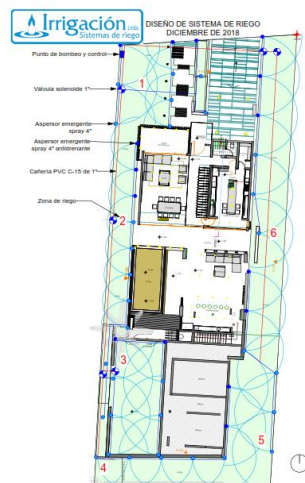 Irrigación Ltda.
Sistemas de riego
DISEÑO DE SISTEMA DE RIEGO
DICIEMBRE DE 2018
Punto de bombeo y control
1
Válvula solenoide 1"
Aspersor emergente
spray 4"
Aspersor emergente
spray 4" antidrenante
Cañería PVC C-15 de 1"
Zona de riego
2
6
3
5
4